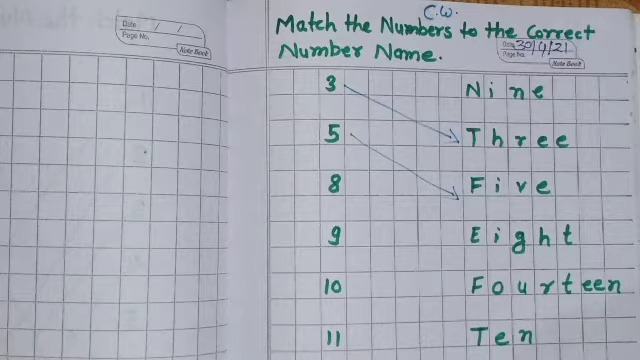 Date / /
Page No.
Note Book
C.W.
Match the Numbers to the Correct
Number Name.
Date 30/4/21
Page No.
Note Book
3 Nine
5 Three
8 Five
9 Eight
10 Fourteen
11 Ten